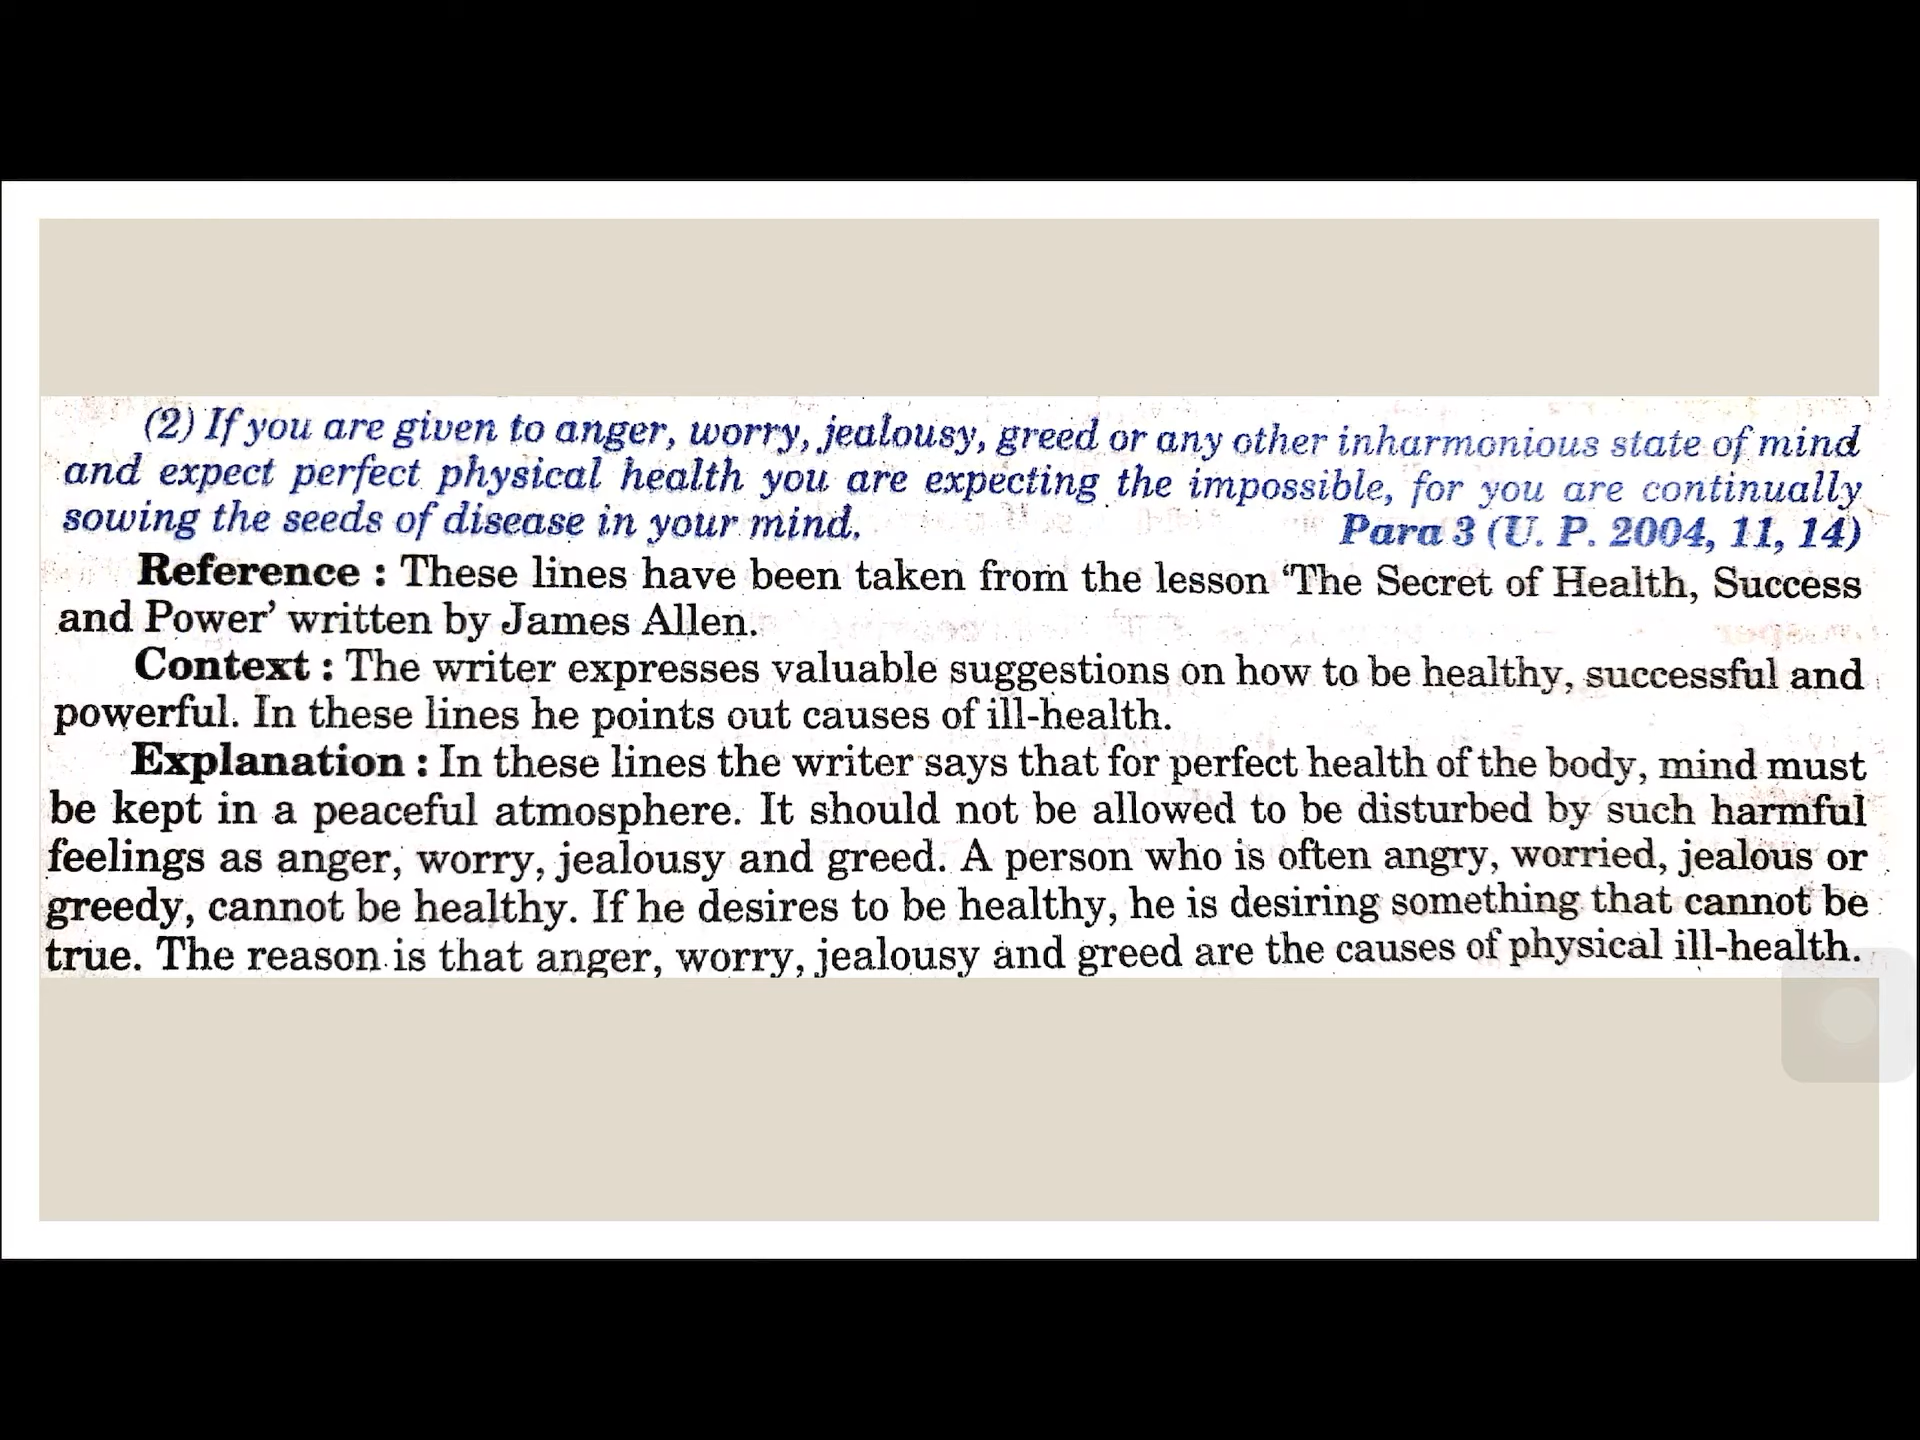 (2) If you are given to anger, worry, jealousy, greed or any other inharmonious state of mind
and expect perfect physical health you are expecting the impossible, for you are continually
sowing the seeds of disease in your mind. Para 3 (U. P. 2004, 11, 14)
Reference : These lines have been taken from the lesson ‘The Secret of Health, Success
and Power’ written by James Allen.
Context : The writer expresses valuable suggestions on how to be healthy, successful and
powerful. In these lines he points out causes of ill-health.
Explanation : In these lines the writer says that for perfect health of the body, mind must
be kept in a peaceful atmosphere. It should not be allowed to be disturbed by such harmful
feelings as anger, worry, jealousy and greed. A person who is often angry, worried, jealous or
greedy, cannot be healthy. If he desires to be healthy, he is desiring something that cannot be
true. The reason is that anger, worry, jealousy and greed are the causes of physical ill-health.